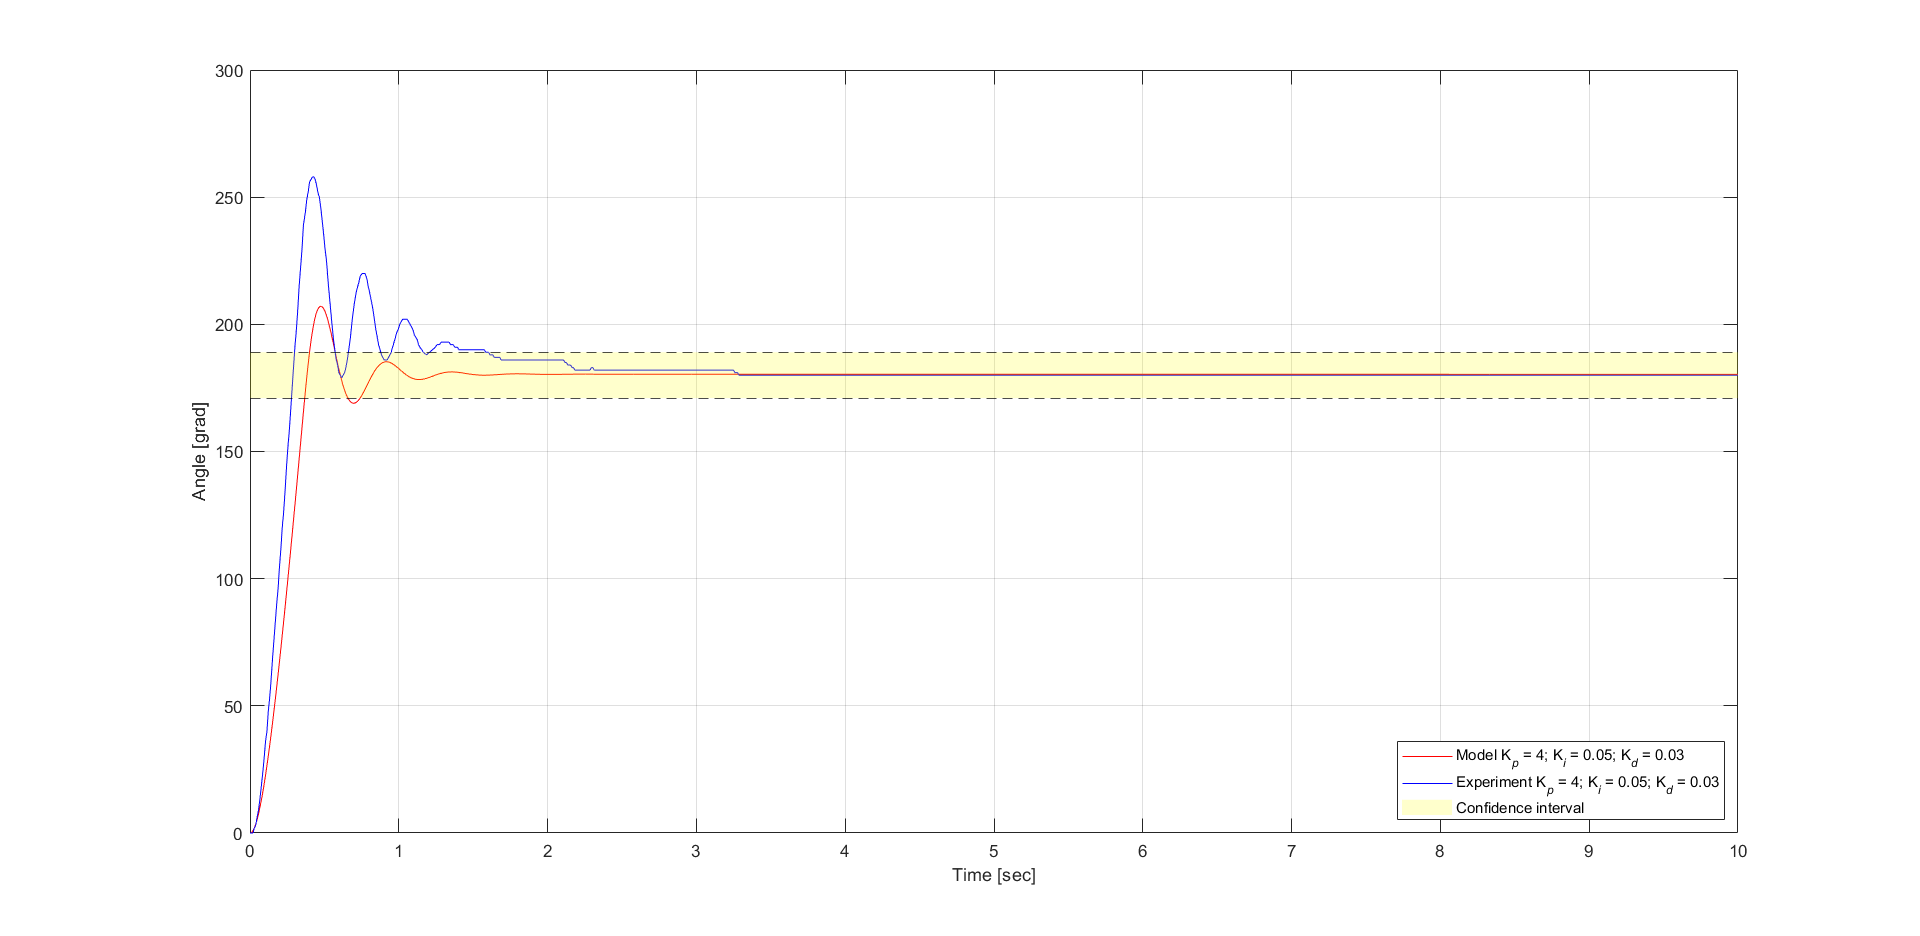 300
250
200
150
100
50
0
0 1 2 3 4 5 6 7 8 9 10
Angle [grad]
Time [sec]
Model Kp = 4; Ki = 0.05; Kd = 0.03
Experiment Kp = 4; Ki = 0.05; Kd = 0.03
Confidence interval